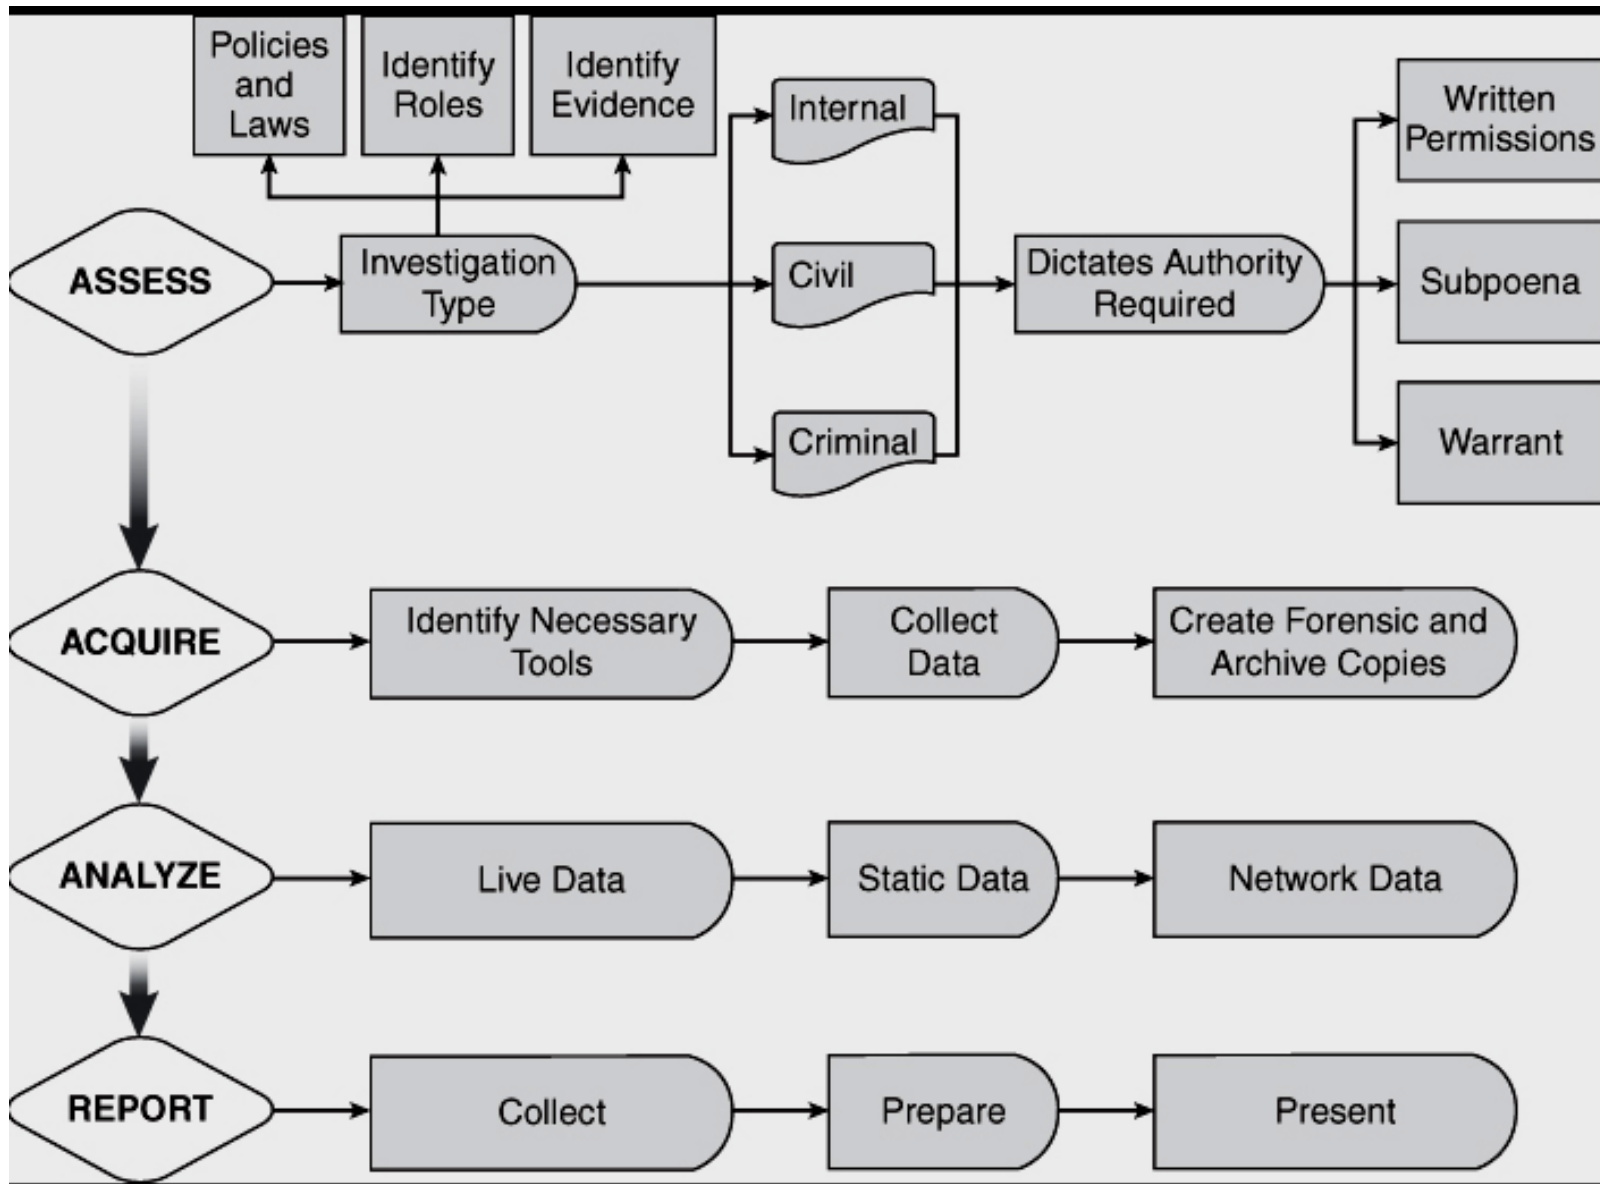 Policies
and
Laws
Identify
Roles
Identify
Evidence
Internal
Written
Permissions
ASSESS
Investigation
Type
Civil
Dictates Authority
Required
Subpoena
Criminal
Warrant
ACQUIRE
Identify Necessary
Tools
Collect
Data
Create Forensic and
Archive Copies
ANALYZE
Live Data
Static Data
Network Data
REPORT
Collect
Prepare
Present